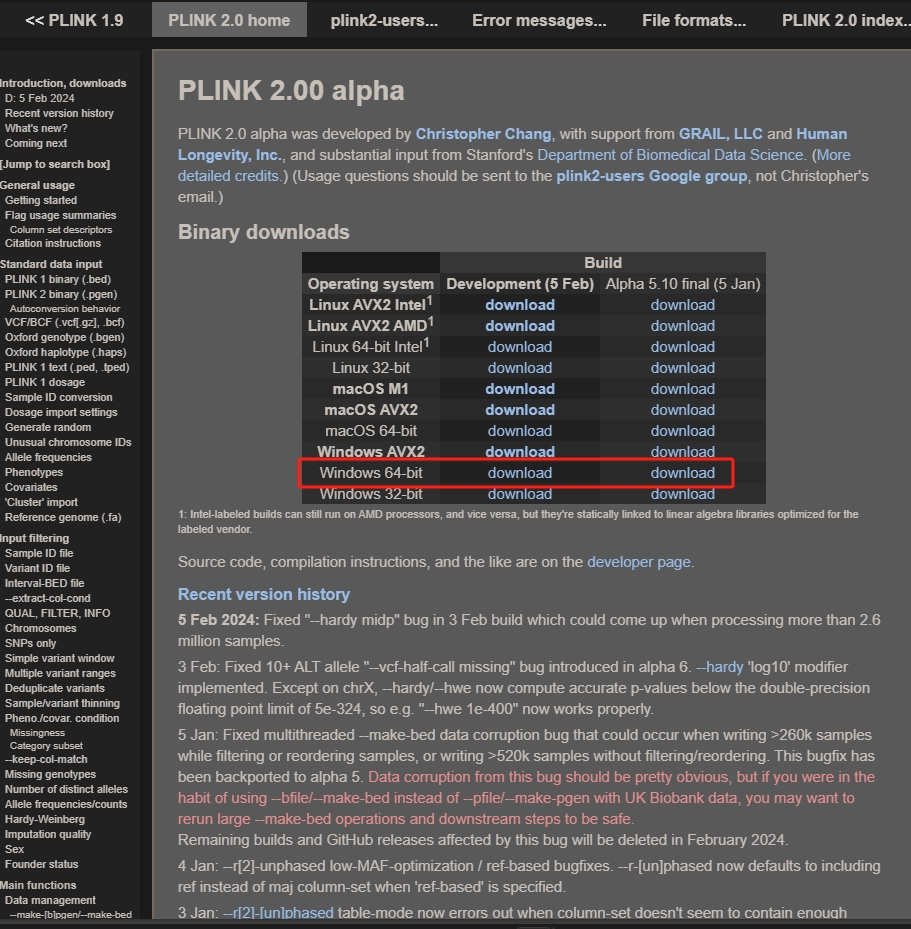 << PLINK 1.9
PLINK 2.0 home
plink2-users...
Error messages...
File formats...
PLINK 2.0 index..
Introduction, downloads
D: 5 Feb 2024
Recent version history
What's new?
Coming next
[Jump to search box]
General usage
Getting started
Flag usage summaries
Column set descriptors
Citation instructions
Standard data input
PLINK 1 binary (.bed)
PLINK 2 binary (.pgen)
Autoconversion behavior
VCF/BCF (.vcf[.gz], .bcf)
Oxford genotype (.bgen)
Oxford haplotype (.haps)
PLINK 1 text (.ped, .tped)
PLINK 1 dosage
Sample ID conversion
Dosage import settings
Generate random
Unusual chromosome IDs
Allele frequencies
Phenotypes
Covariates
'Cluster' import
Reference genome (.fa)
Input filtering
Sample ID file
Variant ID file
Interval-BED file
--extract-col-cond
QUAL, FILTER, INFO
Chromosomes
SNPs only
Simple variant window
Multiple variant ranges
Deduplicate variants
Sample/variant thinning
Pheno./covar. condition
Missingness
Category subset
--keep-col-match
Missing genotypes
Number of distinct alleles
Allele frequencies/counts
Hardy-Weinberg
Imputation quality
Sex
Founder status
Main functions
Data management
--make-[b]pgen/--make-bed
PLINK 2.00 alpha
PLINK 2.0 alpha was developed by Christopher Chang, with support from GRAIL, LLC and Human
Longevity, Inc., and substantial input from Stanford's Department of Biomedical Data Science. (More
detailed credits.) (Usage questions should be sent to the plink2-users Google group, not Christopher's
email.)
Binary downloads
Build
Operating system Development (5 Feb) Alpha 5.10 final (5 Jan)
Linux AVX2 Intel1 download download
Linux AVX2 AMD1 download download
Linux 64-bit Intel1 download download
Linux 32-bit download download
macOS M1 download download
macOS AVX2 download download
macOS 64-bit download download
Windows AVX2 download download
Windows 64-bit download download
Windows 32-bit download download
1: Intel-labeled builds can still run on AMD processors, and vice versa, but they're statically linked to linear algebra libraries optimized for the
labeled vendor.
Source code, compilation instructions, and the like are on the developer page.
Recent version history
5 Feb 2024: Fixed "--hardy midp" bug in 3 Feb build which could come up when processing more than 2.6
million samples.
3 Feb: Fixed 10+ ALT allele "--vcf-half-call missing" bug introduced in alpha 6. --hardy 'log10' modifier
implemented. Except on chrX, --hardy/--hwe now compute accurate p-values below the double-precision
floating point limit of 5e-324, so e.g. "--hwe 1e-400" now works properly.
5 Jan: Fixed multithreaded --make-bed data corruption bug that could occur when writing >260k samples
while filtering or reordering samples, or writing >520k samples without filtering/reordering. This bugfix has
been backported to alpha 5. Data corruption from this bug should be pretty obvious, but if you were in the
habit of using --bfile/--make-bed instead of --pfile/--make-pgen with UK Biobank data, you may want to
rerun large --make-bed operations and downstream steps to be safe.
Remaining builds and GitHub releases affected by this bug will be deleted in February 2024.
4 Jan: --r[2]-unphased low-MAF-optimization / ref-based bugfixes. --r-[un]phased now defaults to including
ref instead of maj column-set when 'ref-based' is specified.
3 Jan: --r[2]-[un]phased table-mode now errors out when column-set doesn't seem to contain enough